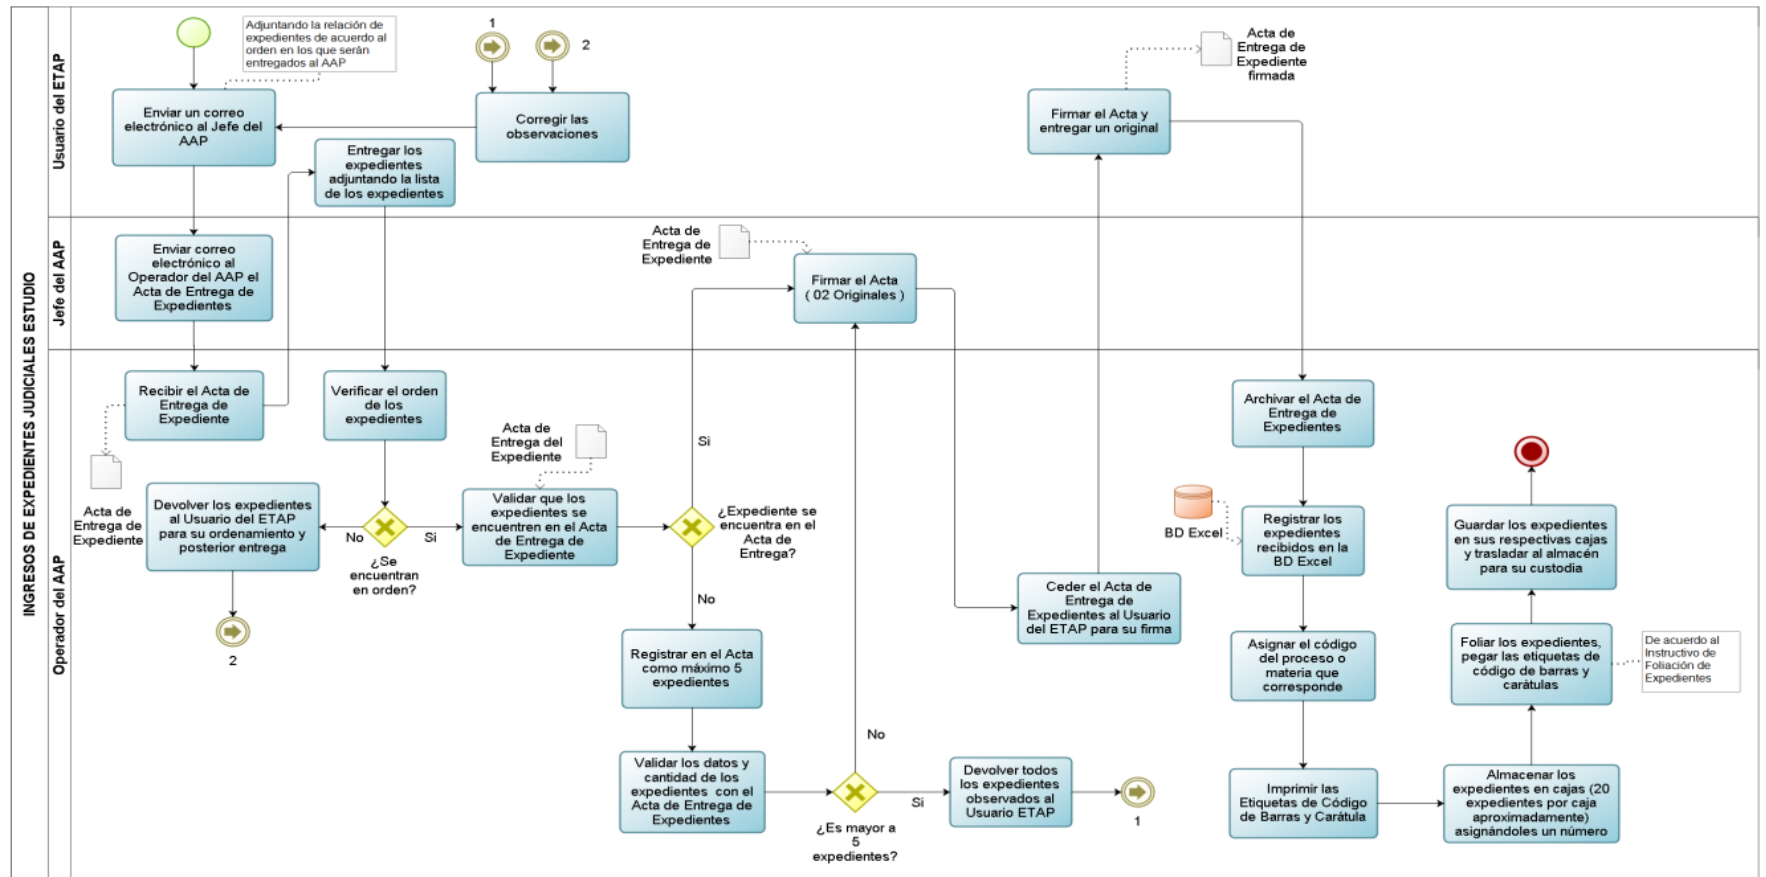 INGRESOS DE EXPEDIENTES JUDICIALES ESTUDIO
Usuario del ETAP
Adjuntando la relación de
expedientes de acuerdo al
orden en los que serán
entregados al AAP
1
2
Enviar un correo
electrónico al Jefe del
AAP
Corregir las
observaciones
Entregar los
expedientes
adjuntando la lista
de los expedientes
Firmar el Acta y
entregar un original
Acta de
Entrega de
Expediente
firmada
Jefe del AAP
Enviar correo
electrónico al
Operador del AAP el
Acta de Entrega de
Expedientes
Acta de
Entrega de
Expediente
Firmar el Acta
( 02 Originales )
Operador del AAP
Recibir el Acta de
Entrega de
Expediente
Acta de
Entrega de
Expediente
Verificar el orden
de los
expedientes
Devolver los expedientes
al Usuario del ETAP
para su ordenamiento y
posterior entrega
2
No
Si
¿Se
encuentran
en orden?
Acta de
Entrega del
Expediente
Validar que los
expedientes se
encuentren en el Acta
de Entrega de
Expediente
Si
¿Expediente se
encuentra en el
Acta de
Entrega?
No
Registrar en el Acta
como máximo 5
expedientes
Validar los datos y
cantidad de los
expedientes con el
Acta de Entrega de
Expedientes
No
Si
¿Es mayor a
5
expedientes?
Devolver todos
los expedientes
observados al
Usuario ETAP
1
Ceder el Acta de
Entrega de
Expedientes al Usuario
del ETAP para su firma
Archivar el Acta de
Entrega de
Expedientes
BD Excel
Registrar los
expedientes
recibidos en la
BD Excel
Asignar el código
del proceso o
materia que
corresponde
Imprimir las
Etiquetas de Código
de Barras y Carátula
Almacenar los
expedientes en cajas (20
expedientes por caja
aproximadamente)
asignándoles un número
Foliar los expedientes,
pegar las etiquetas de
código de barras y
carátulas
De acuerdo al
Instructivo de
Foliación de
Expedientes
Guardar los expedientes
en sus respectivas cajas
y trasladar al almacén
para su custodia